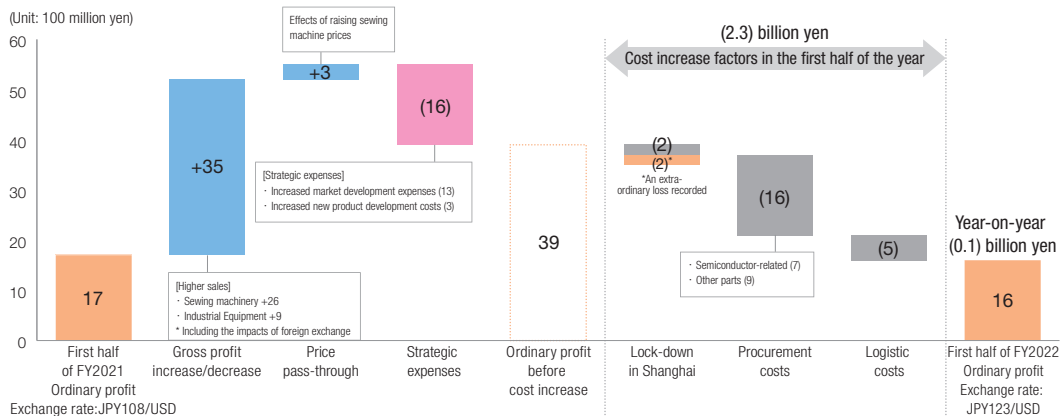 (Unit: 100 million yen)
60
50
40
30
20
10
0
Effects of raising sewing
machine prices
(2.3) billion yen
Cost increase factors in the first half of the year
17
+35
+3
(16)
39
(2)
(2)*
*An extra-
ordinary loss recorded
(16)
(5)
16
[Strategic expenses]
・Increased market development expenses (13)
・Increased new product development costs (3)
[Higher sales]
・Sewing machinery +26
・Industrial Equipment +9
* Including the impacts of foreign exchange
・Semiconductor-related (7)
・Other parts (9)
Year-on-year
(0.1) billion yen
First half
of FY2021
Ordinary profit
Exchange rate:JPY108/USD
Gross profit
increase/decrease
Price
pass-through
Strategic
expenses
Ordinary profit
before
cost increase
Lock-down
in Shanghai
Procurement
costs
Logistic
costs
First half of FY2022
Ordinary profit
Exchange rate:
JPY123/USD